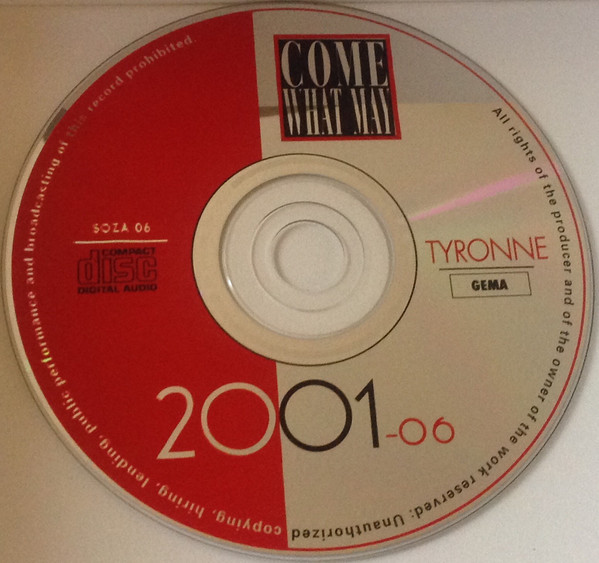 COME
WHAT MAY
SOZA 06
COMPACT
disc
DIGITAL AUDIO
TYRONNE
GEMA
2001-06
All rights of the producer and of the owner of the work reserved: Unauthorized copying, hiring, lending, public performance and broadcasting of this record prohibited.